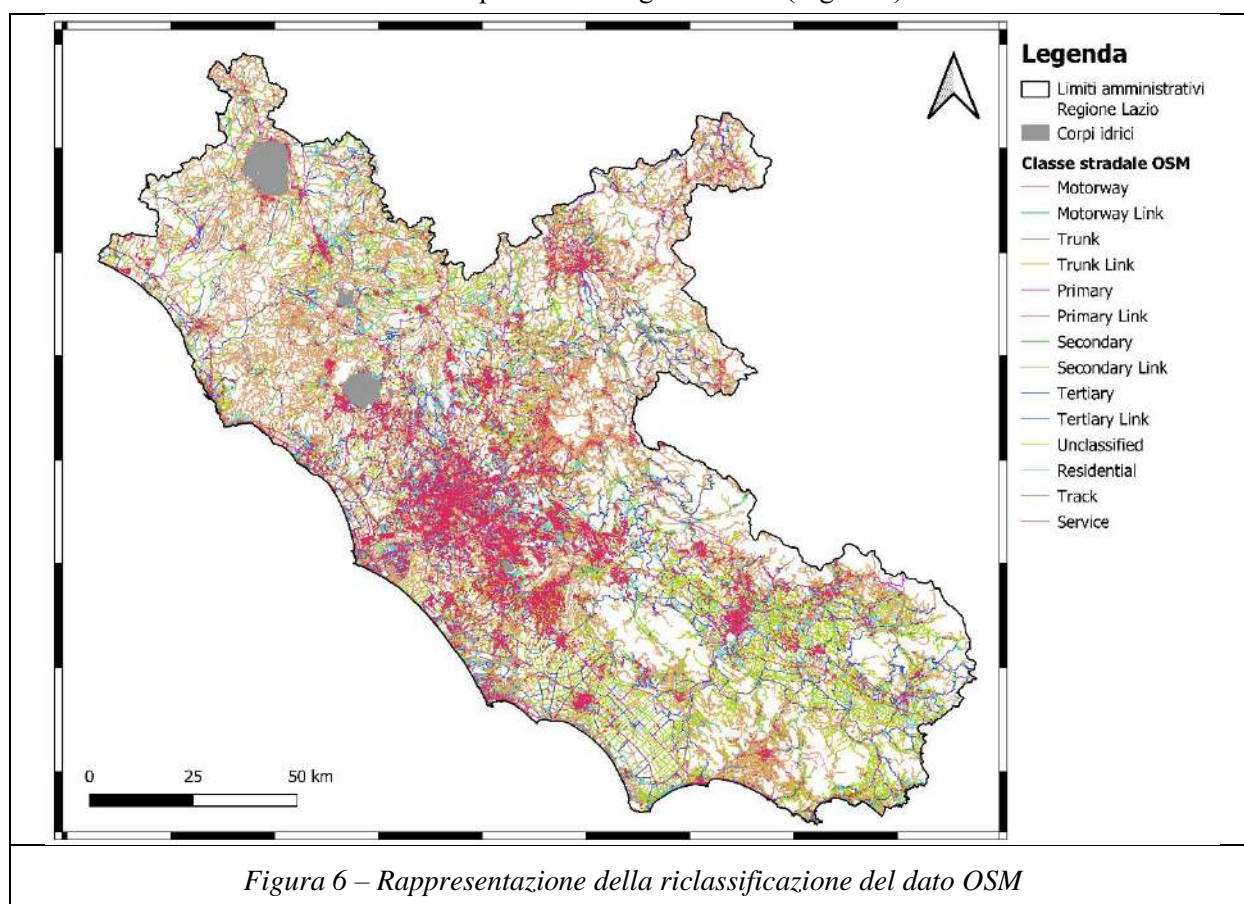 Legenda
Limiti amministrativi
Regione Lazio
Corpi idrici
Classe stradale OSM
Motorway
Motorway Link
Trunk
Trunk Link
Primary
Primary Link
Secondary
Secondary Link
Tertiary
Tertiary Link
Unclassified
Residential
Track
Service
0 25 50 km
Figura 6 – Rappresentazione della riclassificazione del dato OSM